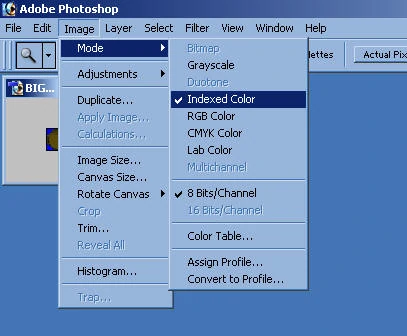 Adobe Photoshop
File Edit Image Layer Select Filter View Window Help
lettes Actual Pix
BIG...
Mode
Adjustments
Duplicate...
Apply Image...
Calculations...
Image Size...
Canvas Size...
Rotate Canvas
Crop
Trim...
Reveal All
Histogram...
Trap...
Bitmap
Grayscale
Duotone
Indexed Color
RGB Color
CMYK Color
Lab Color
Multichannel
8 Bits/Channel
16 Bits/Channel
Color Table...
Assign Profile...
Convert to Profile...